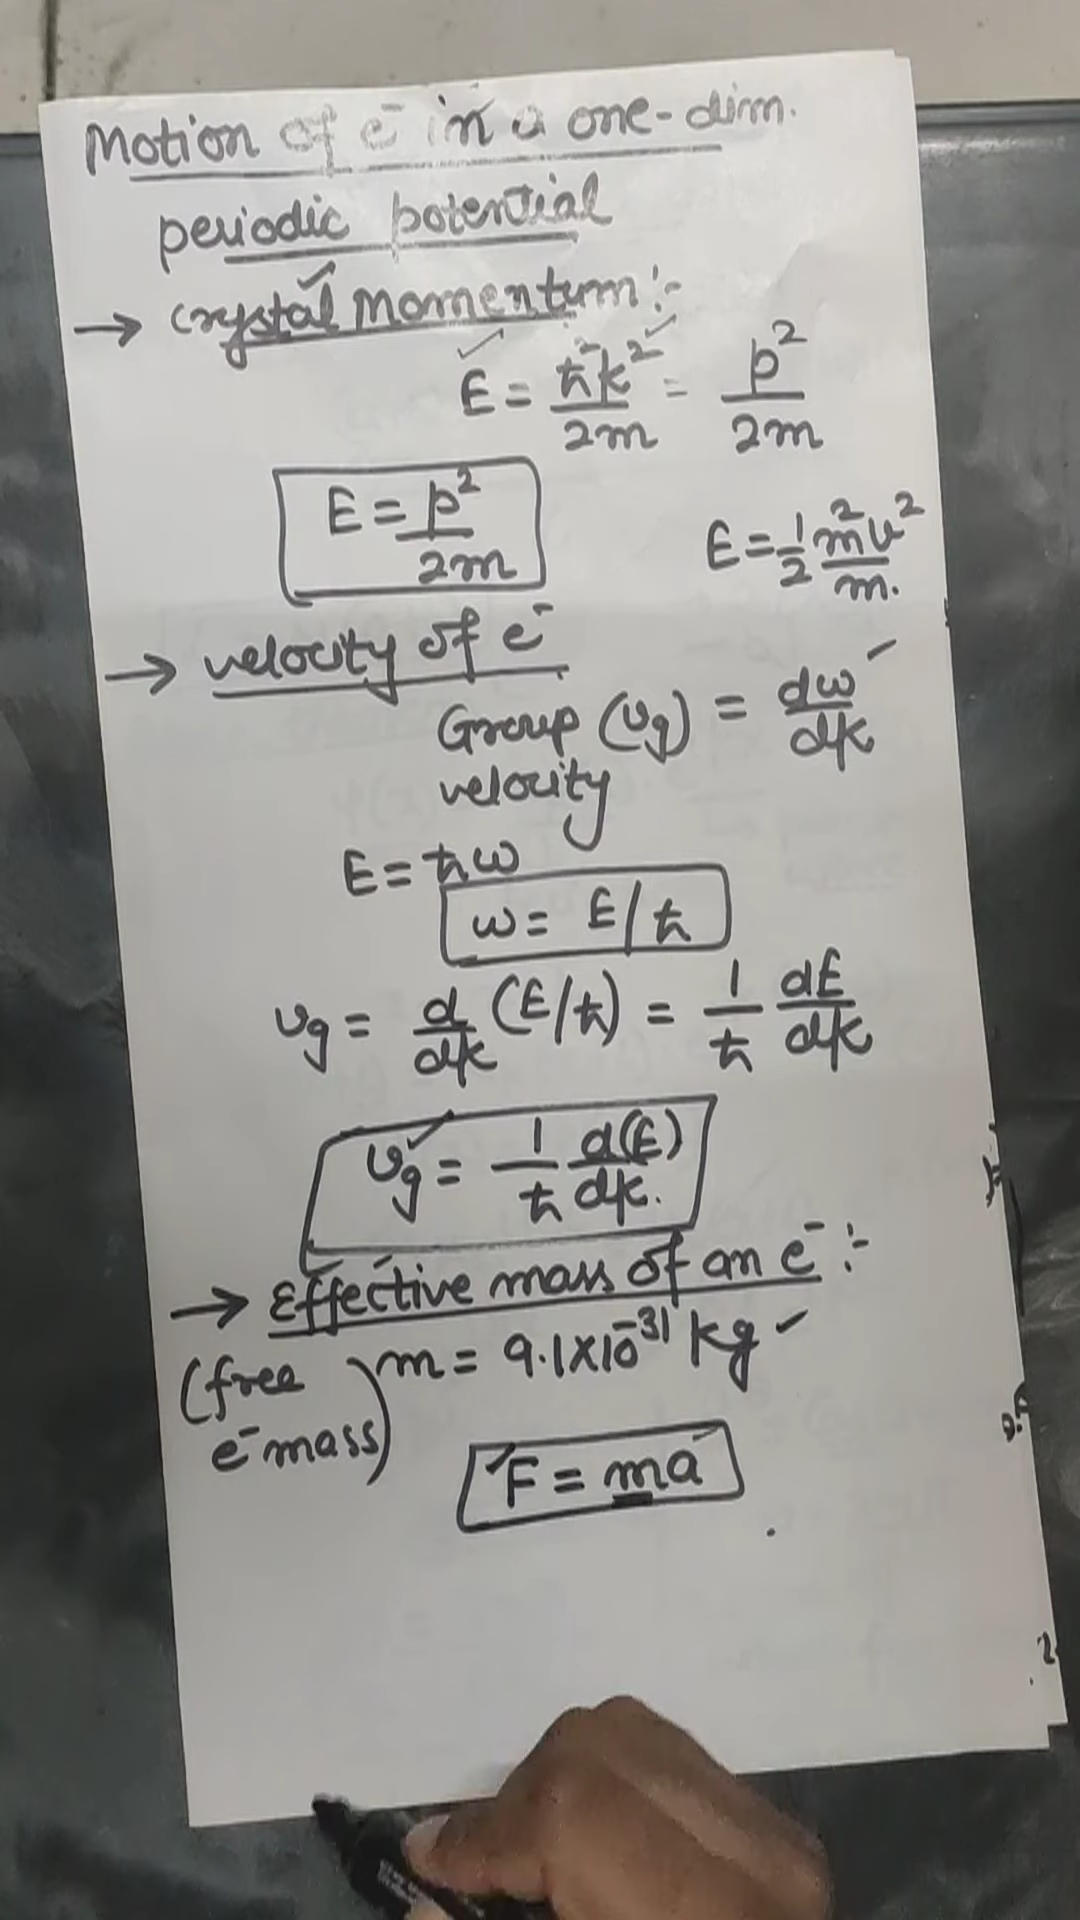 Motion of e⁻ in a one-dim.
periodic potential
→ crystal Momentum :-
E = ħ²k²/2m = p²/2m
E = p²/2m
E = 1/2 m²v²/m.
→ velocity of e⁻
Group (vg) = dω/dk
velocity
E = ħω
ω = E/ħ
vg = d/dk (E/ħ) = 1/ħ dE/dk
vg = 1/ħ d(E)/dk.
→ Effective mass of an e⁻ :-
(free e⁻ mass) m = 9.1x10⁻³¹ kg
F = ma